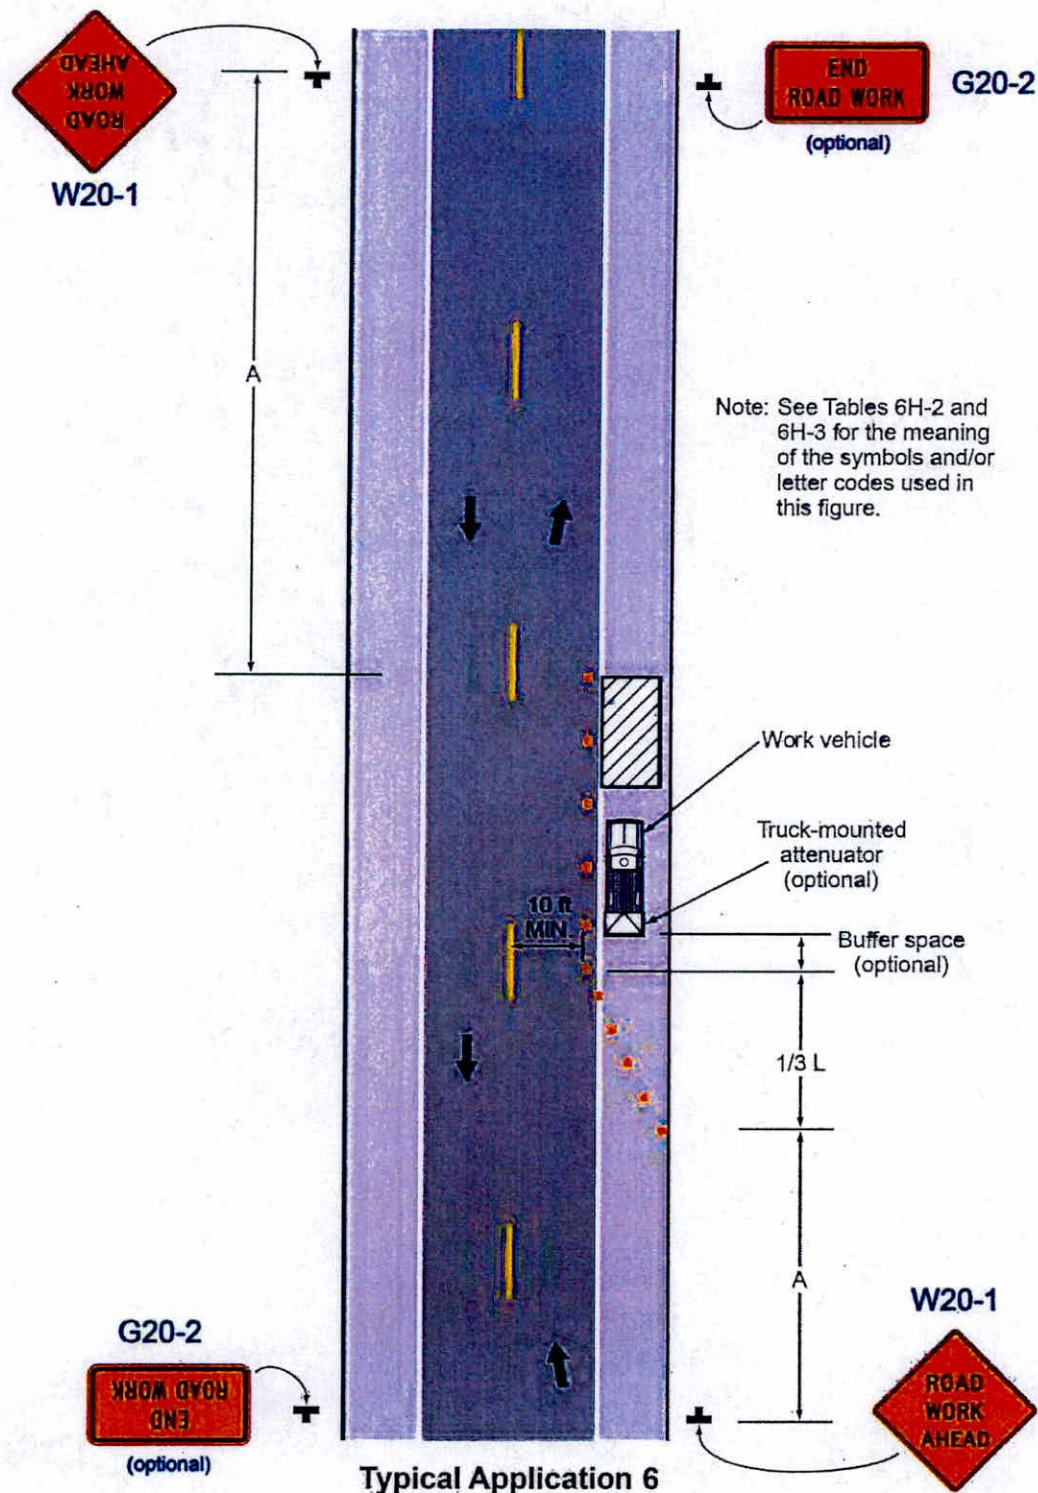 ROAD
WORK
AHEAD
W20-1
END
ROAD WORK
(optional)
G20-2
A
Note: See Tables 6H-2 and
6H-3 for the meaning
of the symbols and/or
letter codes used in
this figure.
Work vehicle
Truck-mounted
attenuator
(optional)
10 ft
MIN.
Buffer space
(optional)
1/3 L
A
G20-2
END
ROAD WORK
(optional)
W20-1
ROAD
WORK
AHEAD
Typical Application 6